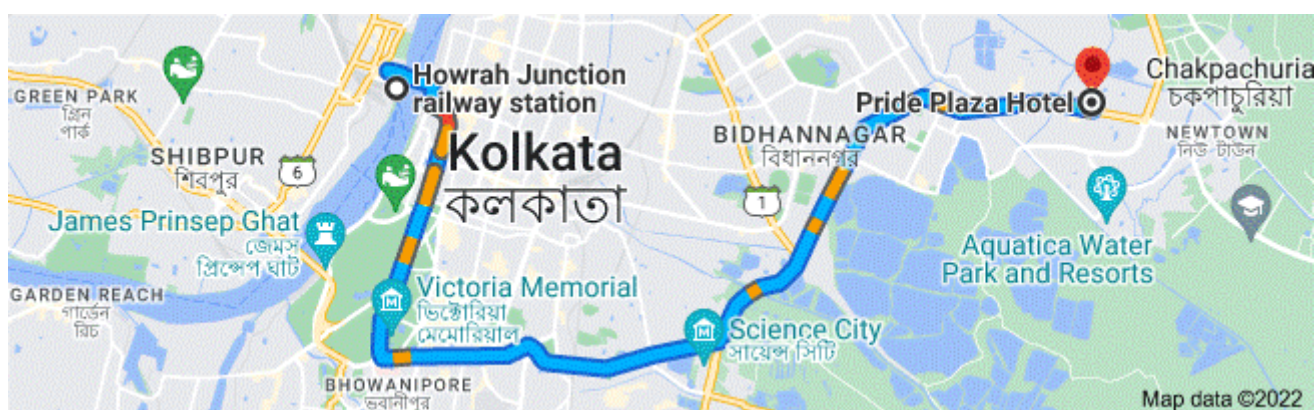 Howrah Junction
railway station
GREEN PARK
গ্রিন
পার্ক
SHIBPUR
শিবপুর
6
Kolkata
কলকাতা
James Prinsep Ghat
জেমস
প্রিন্সেপ ঘাট
GARDEN REACH
গার্ডেন
রিচ
Victoria Memorial
ভিক্টোরিয়া
মেমোরিয়াল
BHOWANIPORE
ভবানীপুর
Science City
সায়েন্স সিটি
BIDHANNAGAR
বিধাননগর
1
Pride Plaza Hotel
Chakpachuria
চকপাচুরিয়া
NEWTOWN
নিউ টাউন
Aquatica Water
Park and Resorts
Map data ©2022